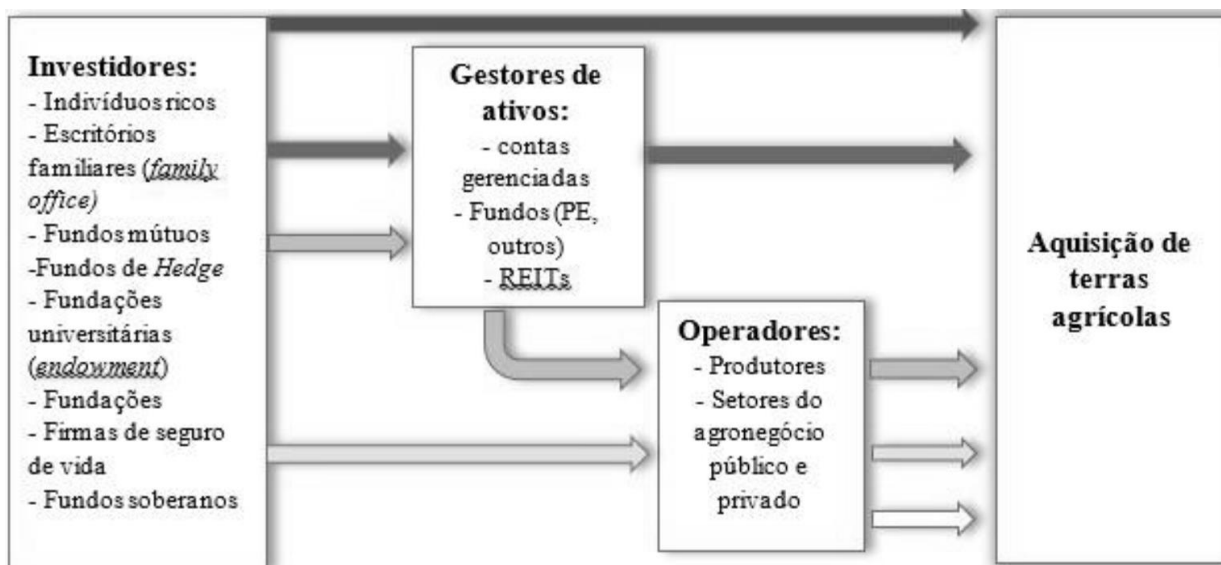 Investidores:
- Indivíduos ricos
- Escritórios
familiares (family
office)
- Fundos mútuos
-Fundos de Hedge
- Fundações
universitárias
(endowment)
- Fundações
- Firmas de seguro
de vida
- Fundos soberanos
Gestores de
ativos:
- contas
gerenciadas
- Fundos (PE,
outros)
- REITs
Operadores:
- Produtores
- Setores do
agronegócio
público e
privado
Aquisição de
terras
agrícolas